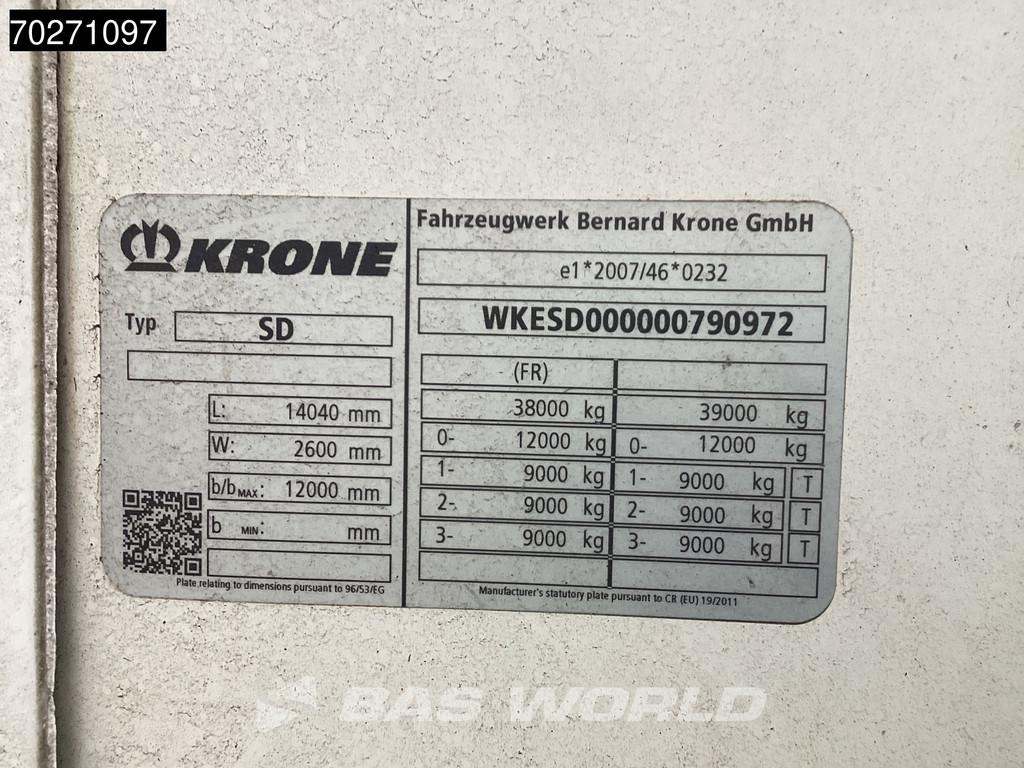 70271097
KRONE
Typ SD
L: 14040 mm
W: 2600 mm
b/bMAX: 12000 mm
b MIN: mm
Plate relating to dimensions pursuant to 96/53/EG
Fahrzeugwerk Bernard Krone GmbH
e1*2007/46*0232
WKESD000000790972
(FR)
38000 kg 39000 kg
0- 12000 kg 0- 12000 kg
1- 9000 kg 1- 9000 kg T
2- 9000 kg 2- 9000 kg T
3- 9000 kg 3- 9000 kg T
Manufacturer's statutory plate pursuant to CR (EU) 19/2011
BAS WORLD